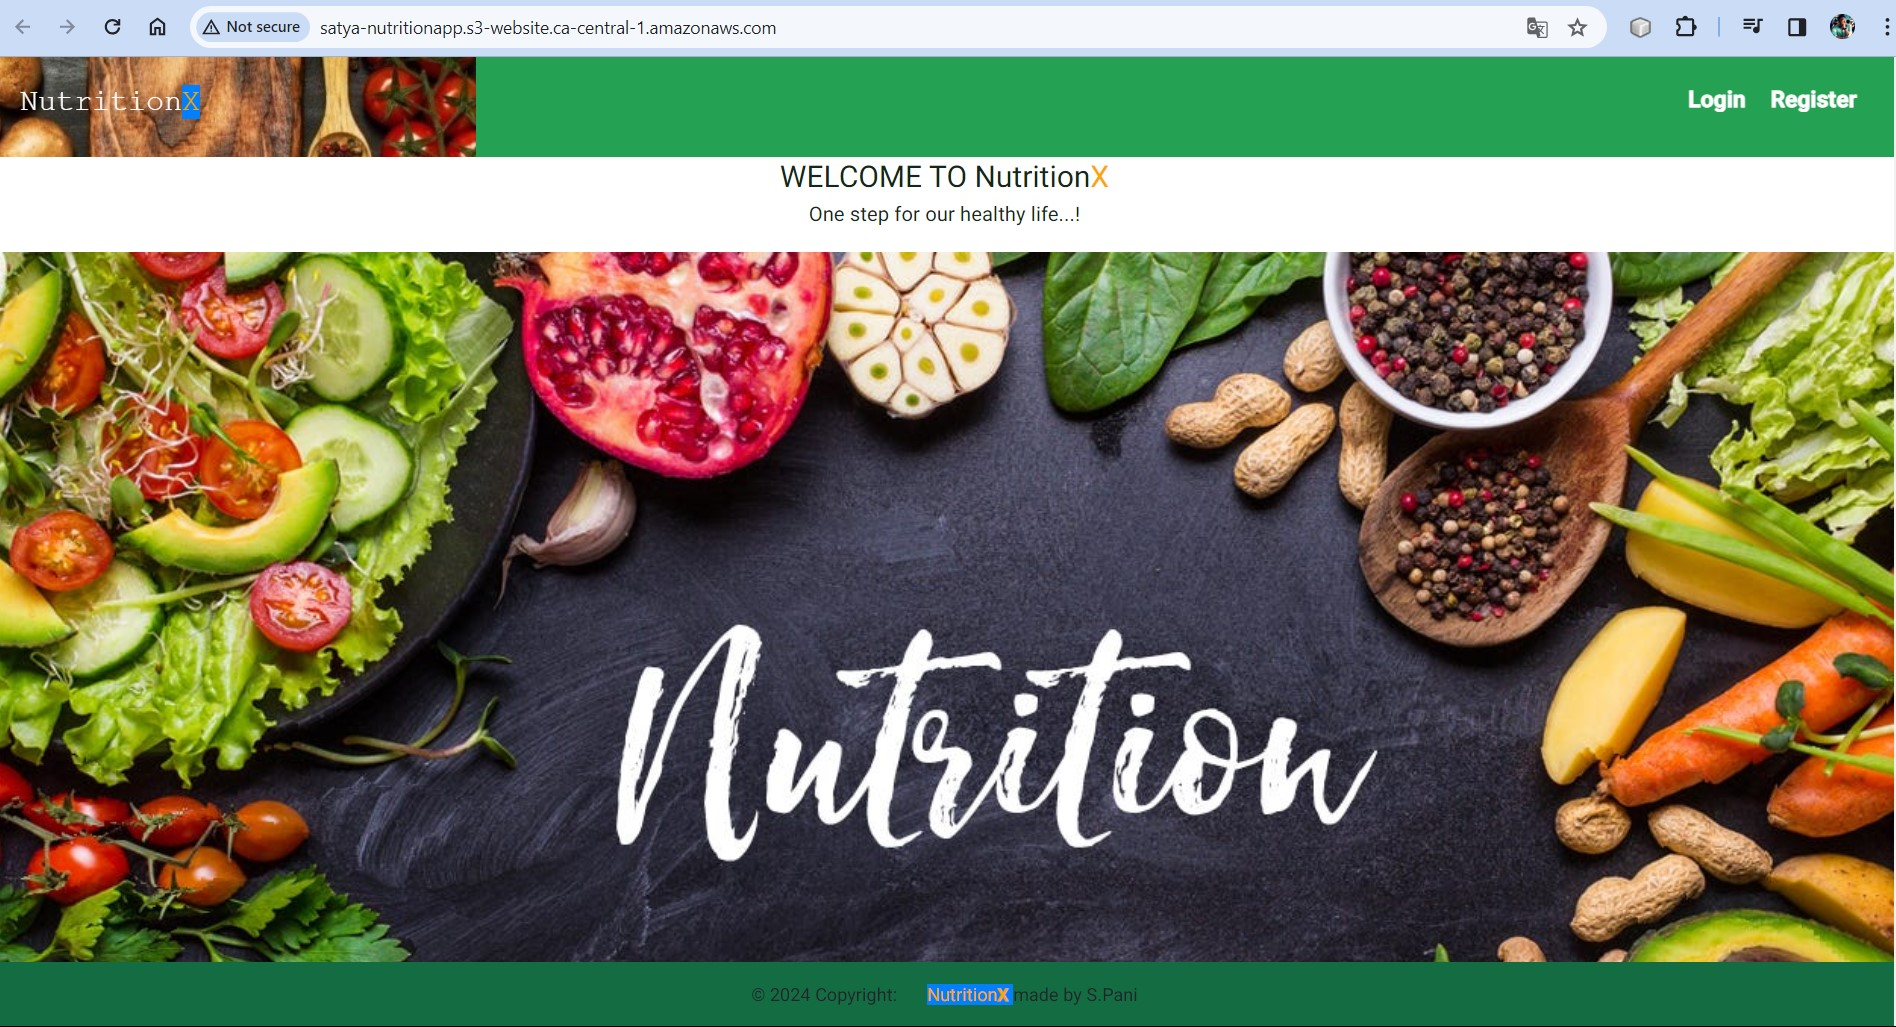 Not secure satya-nutritionapp.s3-website.ca-central-1.amazonaws.com
NutritionX
Login Register
WELCOME TO NutritionX
One step for our healthy life...!
Nutrition
© 2024 Copyright: NutritionX made by S.Pani